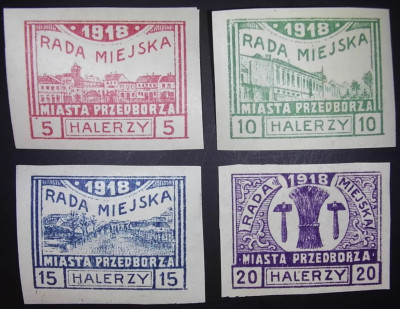 1918
RADA MIEJSKA
MIASTA PRZEDBORZA
5 HALERZY 5
1918
RADA MIEJSKA
MIASTA PRZEDBORZA
10 HALERZY 10
1918
RADA MIEJSKA
MIASTA PRZEDBORZA
15 HALERZY 15
1918
RADA MIEJSKA
MIASTA PRZEDBORZA
20 HALERZY 20